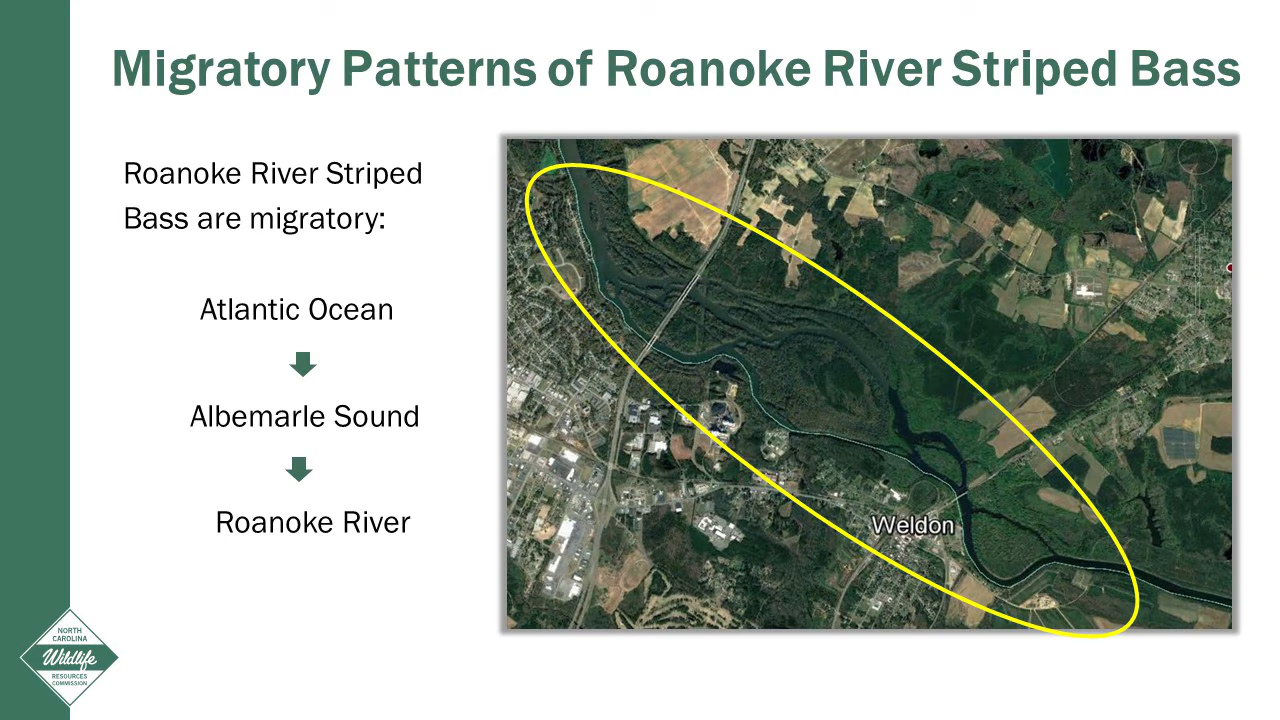 Migratory Patterns of Roanoke River Striped Bass
Roanoke River Striped
Bass are migratory:
Atlantic Ocean
Albemarle Sound
Roanoke River
Weldon
NORTH
CAROLINA
Wildlife
RESOURCES
COMMISSION